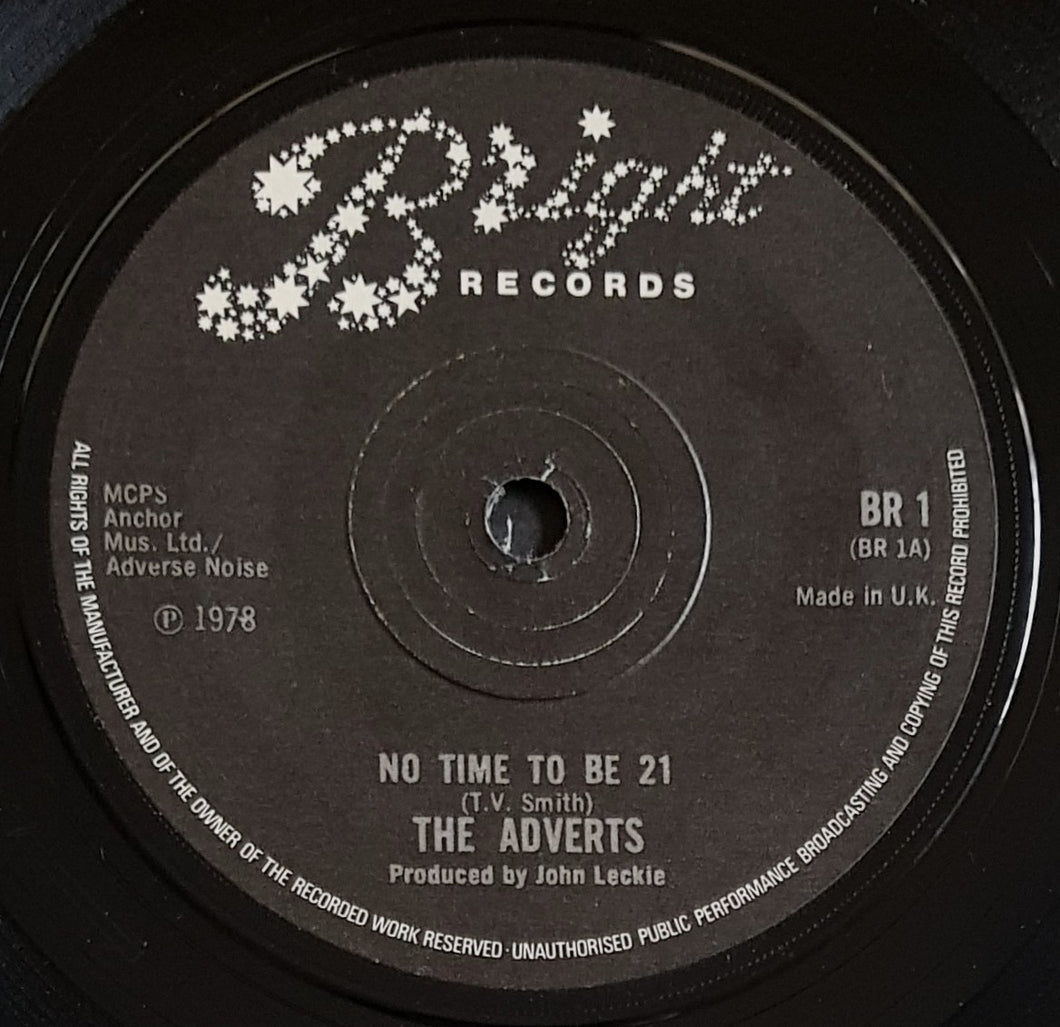 Bright
RECORDS
MCPS
Anchor
Mus. Ltd./
Adverse Noise
℗ 1978
BR 1
(BR 1A)
Made in U.K.
NO TIME TO BE 21
(T.V. Smith)
THE ADVERTS
Produced by John Leckie
ALL RIGHTS OF THE MANUFACTURER AND OF THE OWNER OF THE RECORDED WORK RESERVED · UNAUTHORISED PUBLIC PERFORMANCE BROADCASTING AND COPYING OF THIS RECORD PROHIBITED